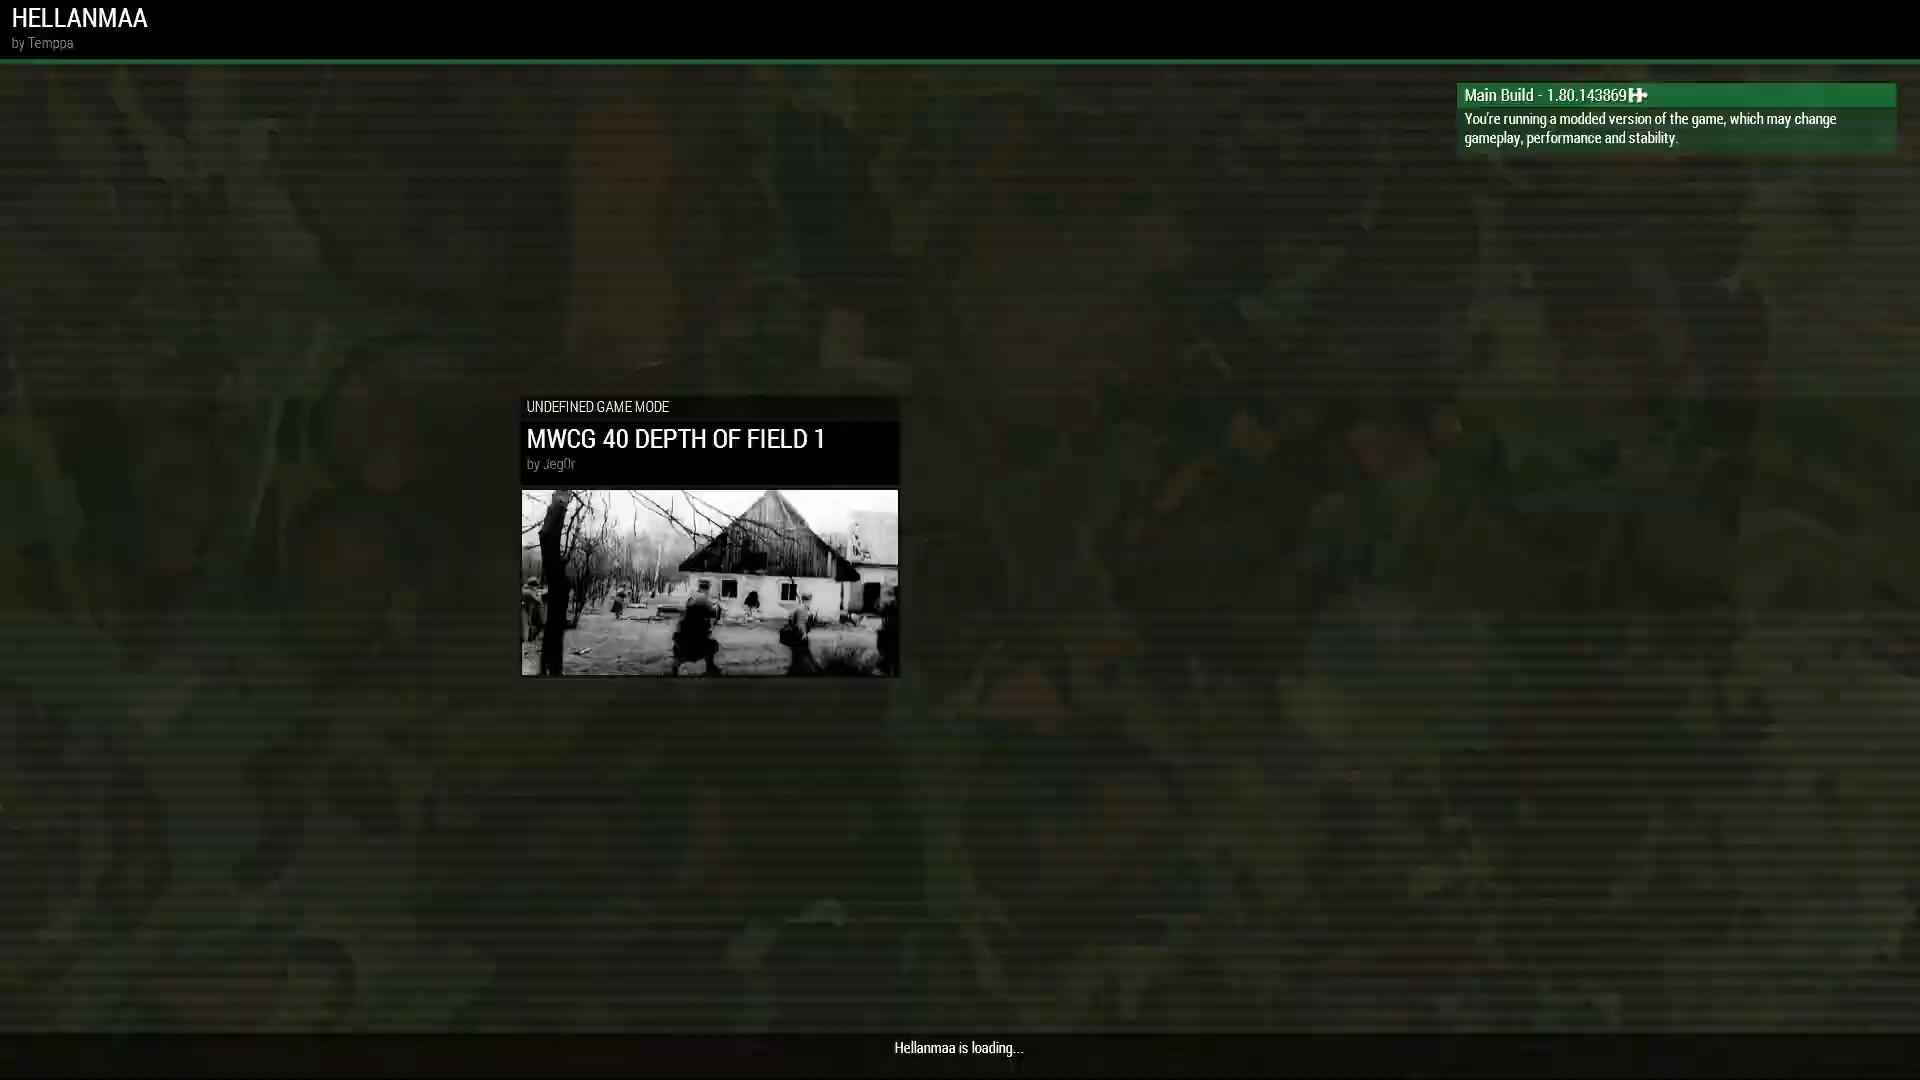 HELLANMAA
by Temppa
Main Build - 1.80.143869
You're running a modded version of the game, which may change
gameplay, performance and stability.
UNDEFINED GAME MODE
MWCG 40 DEPTH OF FIELD 1
by Jeg0r
Hellanmaa is loading...